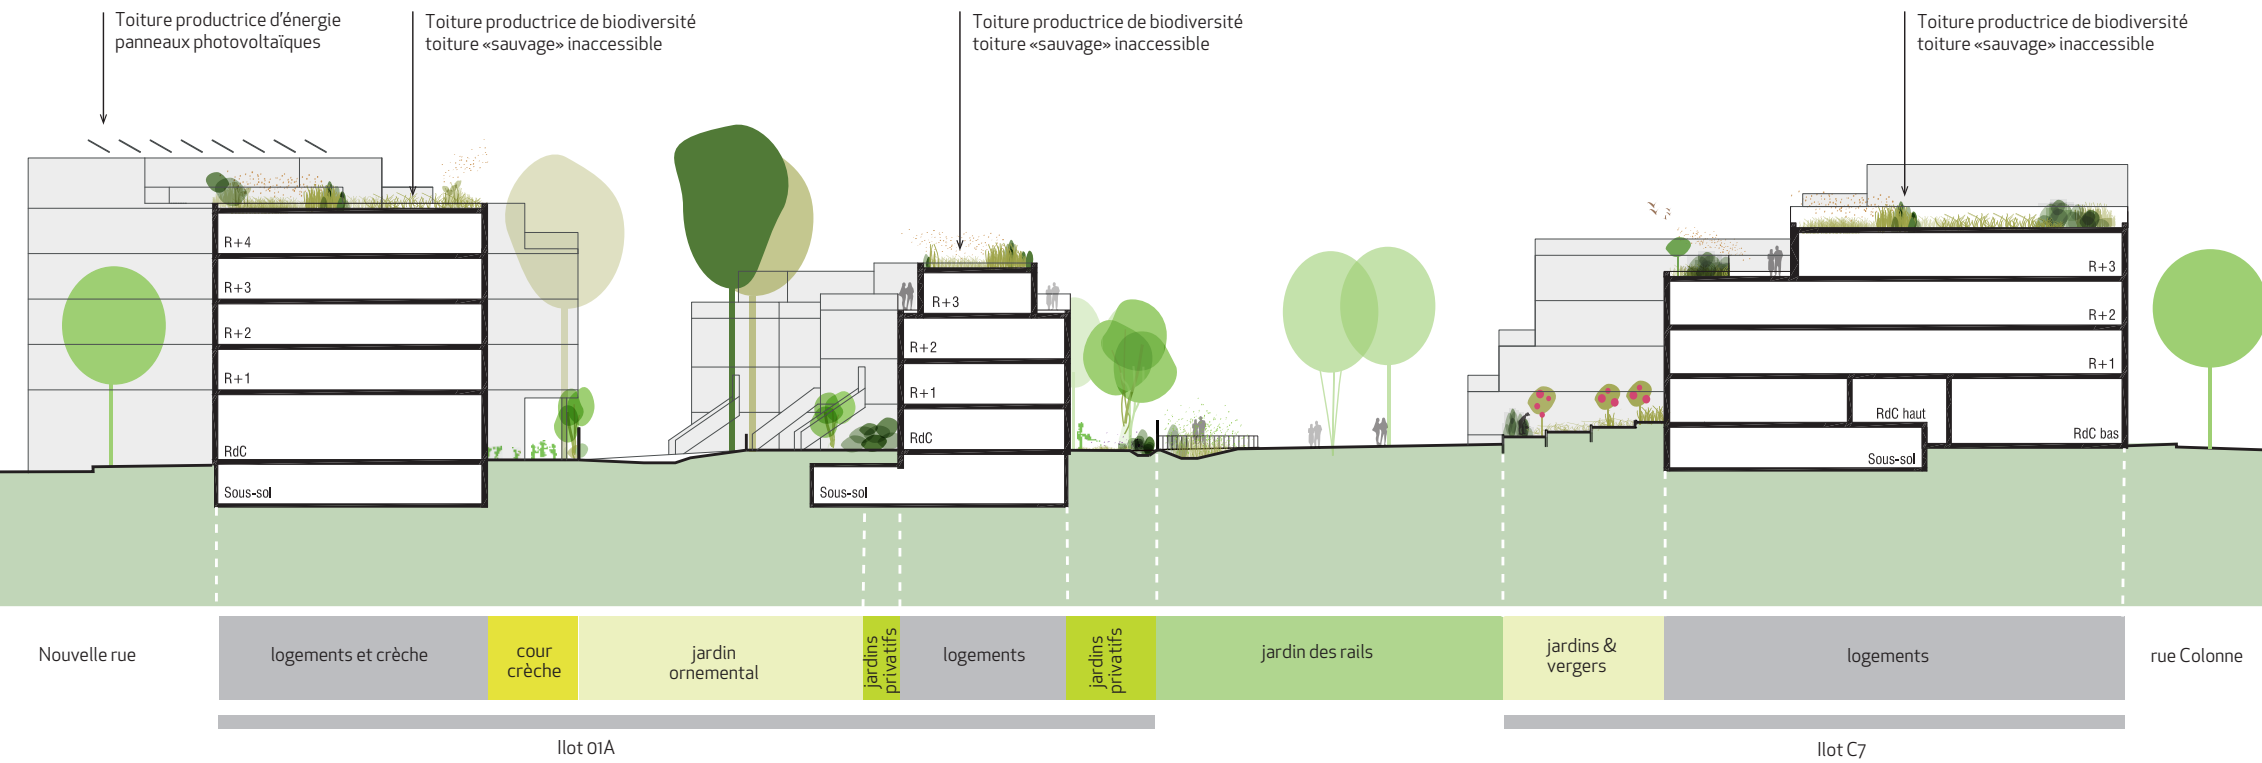 Toiture productrice d'énergie
panneaux photovoltaïques
Toiture productrice de biodiversité
toiture «sauvage» inaccessible
Toiture productrice de biodiversité
toiture «sauvage» inaccessible
Toiture productrice de biodiversité
toiture «sauvage» inaccessible
R+4
R+3
R+2
R+1
RdC
Sous-sol
R+3
R+2
R+1
RdC
Sous-sol
R+3
R+2
R+1
RdC haut
RdC bas
Sous-sol
Nouvelle rue
logements et crèche
cour
crèche
jardin
ornemental
jardins
privatifs
logements
jardins
privatifs
jardin des rails
jardins &
vergers
logements
rue Colonne
Ilot 01A
Ilot C7